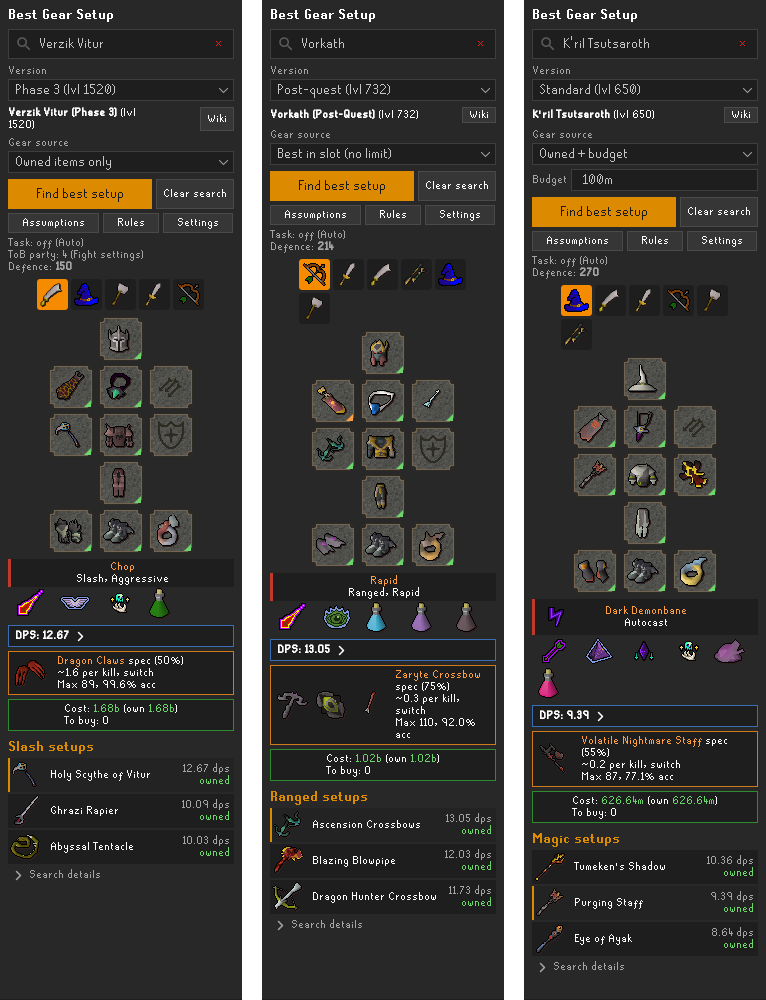 Best Gear Setup
Verzik Vitur ×
Version
Phase 3 (lvl 1520)
Verzik Vitur (Phase 3) (lvl
1520)
Wiki
Gear source
Owned items only
Find best setup
Clear search
Assumptions
Rules
Settings
Task: off (Auto)
ToB party: 4 (Fight settings)
Defence: 150
Chop
Slash, Aggressive
DPS: 12.67
Dragon Claws spec (50%)
~1.6 per kill, switch
Max 89, 99.6% acc
Cost: 1.68b (own 1.68b)
To buy: 0
Slash setups
Holy Scythe of Vitur 12.67 dps
owned
Ghrazi Rapier 10.09 dps
owned
Abyssal Tentacle 10.03 dps
owned
Search details
Best Gear Setup
Vorkath ×
Version
Post-quest (lvl 732)
Vorkath (Post-Quest) (lvl 732)
Wiki
Gear source
Best in slot (no limit)
Find best setup
Clear search
Assumptions
Rules
Settings
Task: off (Auto)
Defence: 214
Rapid
Ranged, Rapid
DPS: 13.05
Zaryte Crossbow
spec (75%)
~0.3 per kill,
switch
Max 110, 92.0%
acc
Cost: 1.02b (own 1.02b)
To buy: 0
Ranged setups
Ascension Crossbows 13.05 dps
owned
Blazing Blowpipe 12.03 dps
owned
Dragon Hunter Crossbow 11.73 dps
owned
Search details
Best Gear Setup
K'ril Tsutsaroth ×
Version
Standard (lvl 650)
K'ril Tsutsaroth (lvl 650)
Wiki
Gear source
Owned + budget
Budget 100m
Find best setup
Clear search
Assumptions
Rules
Settings
Task: off (Auto)
Defence: 270
Dark Demonbane
Autocast
DPS: 9.39
Volatile Nightmare Staff spec
(55%)
~0.2 per kill, switch
Max 87, 77.1% acc
Cost: 626.64m (own 626.64m)
To buy: 0
Magic setups
Tumeken's Shadow 10.36 dps
owned
Purging Staff 9.39 dps
owned
Eye of Ayak 8.64 dps
owned
Search details